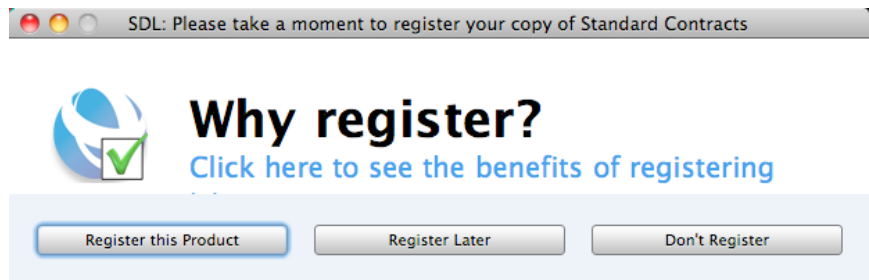 SDL: Please take a moment to register your copy of Standard Contracts
Why register?
Click here to see the benefits of registering
Register this Product
Register Later
Don't Register